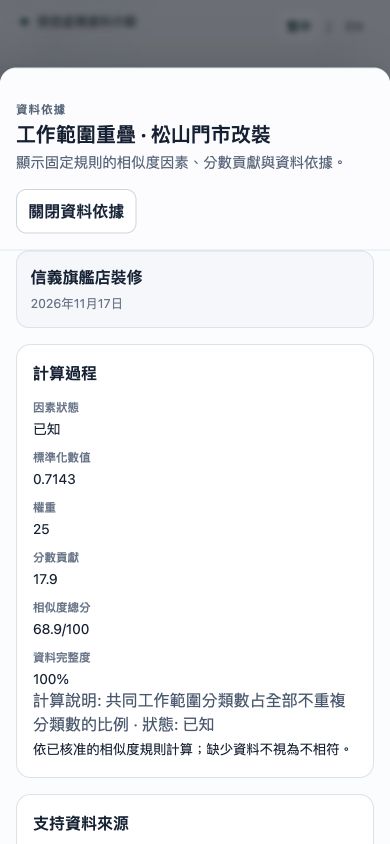 資料依據
工作範圍重疊 · 松山門市改裝
顯示固定規則的相似度因素、分數貢獻與資料依據。
關閉資料依據
信義旗艦店裝修
2026年11月17日
計算過程
因素狀態
已知
標準化數值
0.7143
權重
25
分數貢獻
17.9
相似度總分
68.9/100
資料完整度
100%
計算說明: 共同工作範圍分類數占全部不重複
分類數的比例 · 狀態: 已知
依已核准的相似度規則計算；缺少資料不視為不相符。
支持資料來源